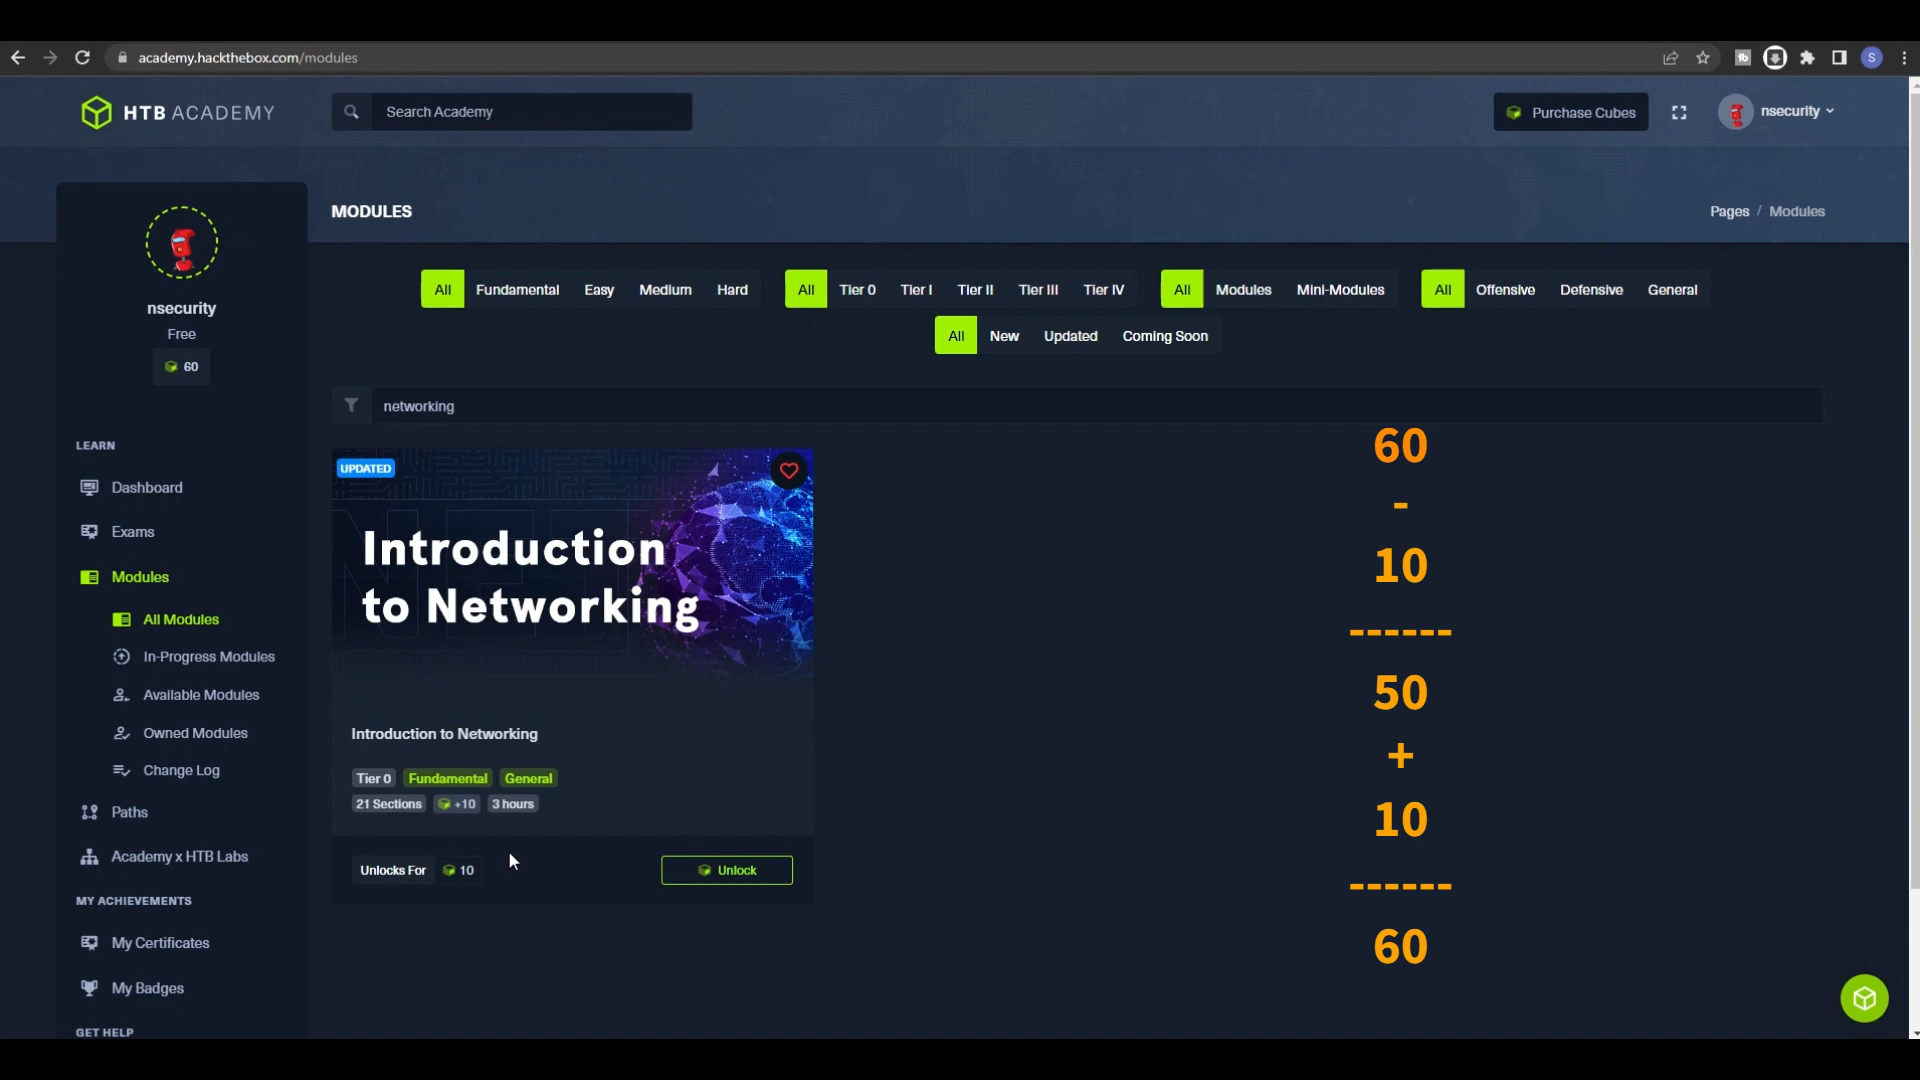 academy.hackthebox.com/modules
S
HTB ACADEMY
Search Academy
Purchase Cubes
nsecurity
MODULES
Pages / Modules
nsecurity
Free
60
All Fundamental Easy Medium Hard
All Tier 0 Tier I Tier II Tier III Tier IV
All Modules Mini-Modules
All Offensive Defensive General
All New Updated Coming Soon
networking
LEARN
Dashboard
Exams
Modules
All Modules
In-Progress Modules
Available Modules
Owned Modules
Change Log
Paths
Academy x HTB Labs
MY ACHIEVEMENTS
My Certificates
My Badges
GET HELP
UPDATED
Introduction
to Networking
Introduction to Networking
Tier 0 Fundamental General
21 Sections +10 3 hours
Unlocks For 10
Unlock
60
-
10
------
50
+
10
------
60